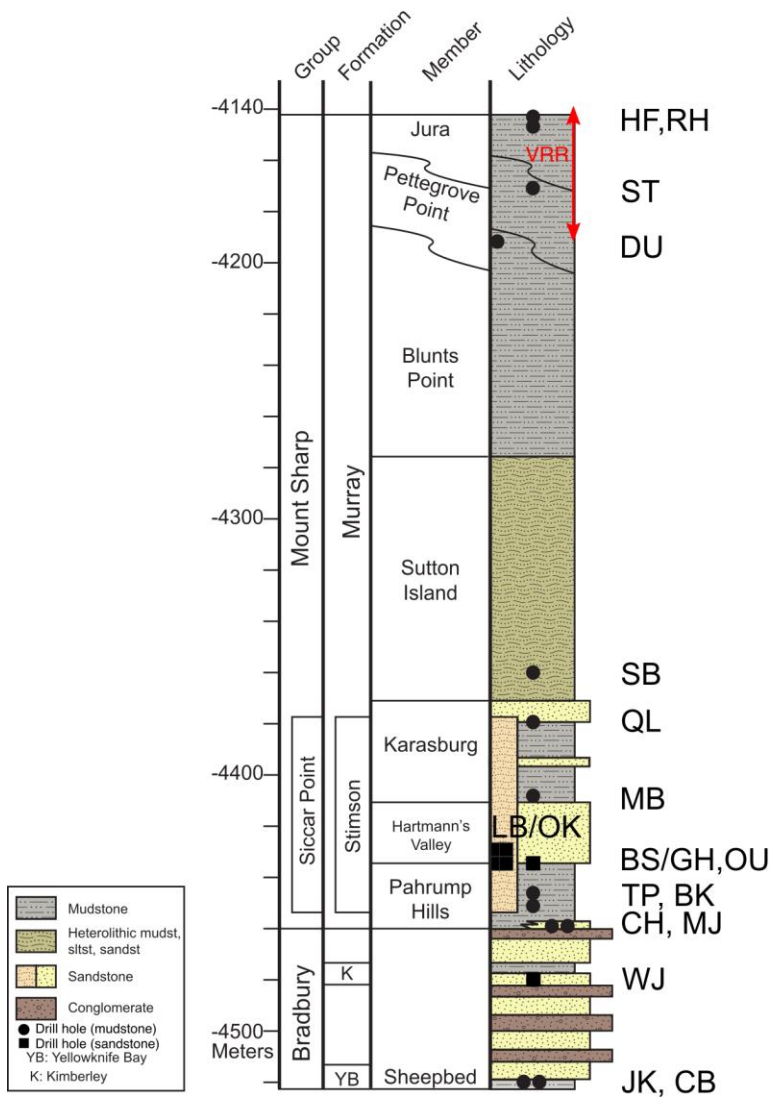 Group
Formation
Member
Lithology
-4140
Jura
VRR
HF,RH
Pettegrove
Point
ST
DU
-4200
Blunts
Point
Mount Sharp
Murray
-4300
Sutton
Island
SB
QL
Karasburg
-4400
MB
Siccar Point
Stimson
Hartmann's
Valley
LB/OK
BS/GH,OU
Pahrump
Hills
TP, BK
CH, MJ
K
WJ
Bradbury
-4500
Meters
YB
Sheepbed
JK, CB
Mudstone
Heterolithic mudst,
sltst, sandst
Sandstone
Conglomerate
Drill hole (mudstone)
Drill hole (sandstone)
YB: Yellowknife Bay
K: Kimberley